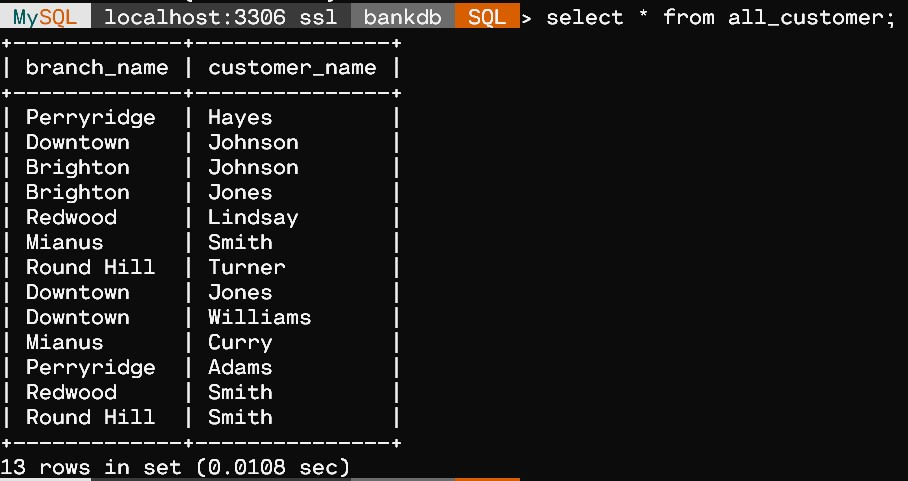 MySQL localhost:3306 ssl bankdb SQL > select * from all_customer;
+-------------+---------------+
| branch_name | customer_name |
+-------------+---------------+
| Perryridge  | Hayes         |
| Downtown    | Johnson       |
| Brighton    | Johnson       |
| Brighton    | Jones         |
| Redwood     | Lindsay       |
| Mianus      | Smith         |
| Round Hill  | Turner        |
| Downtown    | Jones         |
| Downtown    | Williams      |
| Mianus      | Curry         |
| Perryridge  | Adams         |
| Redwood     | Smith         |
| Round Hill  | Smith         |
+-------------+---------------+
13 rows in set (0.0108 sec)